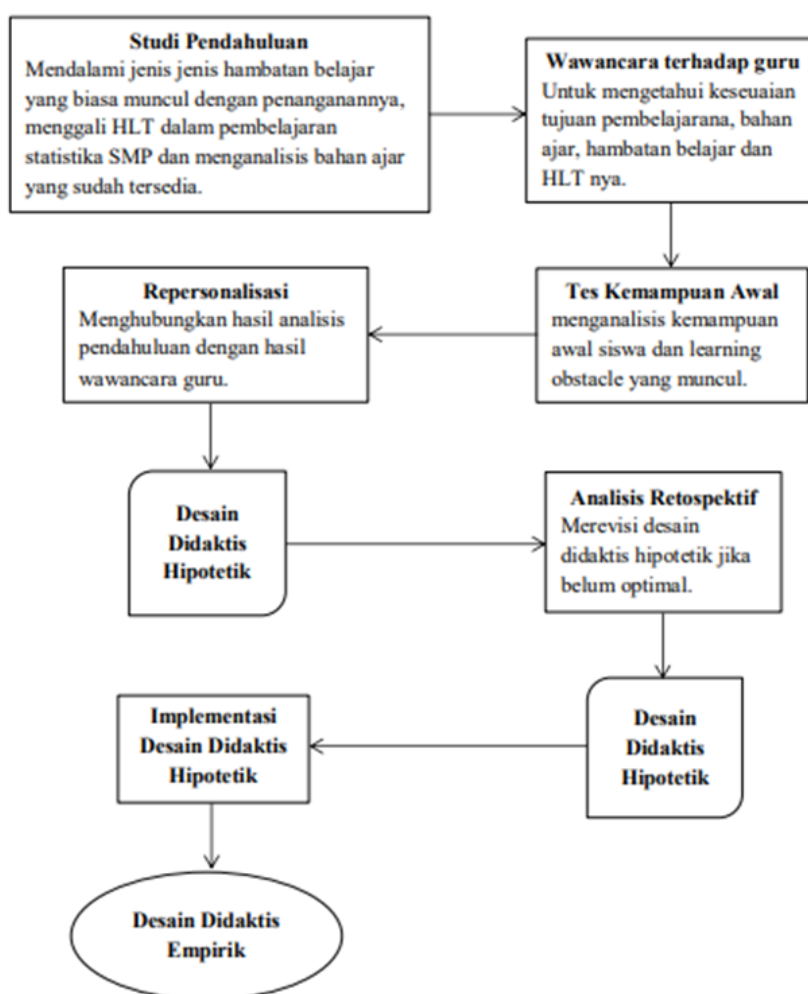 Studi Pendahuluan
Mendalami jenis jenis hambatan belajar
yang biasa muncul dengan penanganannya,
menggali HLT dalam pembelajaran
statistika SMP dan menganalisis bahan ajar
yang sudah tersedia.
Wawancara terhadap guru
Untuk mengetahui keseuaian
tujuan pembelajarana, bahan
ajar, hambatan belajar dan
HLT nya.
Tes Kemampuan Awal
menganalisis kemampuan
awal siswa dan learning
obstacle yang muncul.
Repersonalisasi
Menghubungkan hasil analisis
pendahuluan dengan hasil
wawancara guru.
Desain
Didaktis
Hipotetik
Analisis Retospektif
Merevisi desain
didaktis hipotetik jika
belum optimal.
Desain
Didaktis
Hipotetik
Implementasi
Desain Didaktis
Hipotetik
Desain Didaktis
Empirik